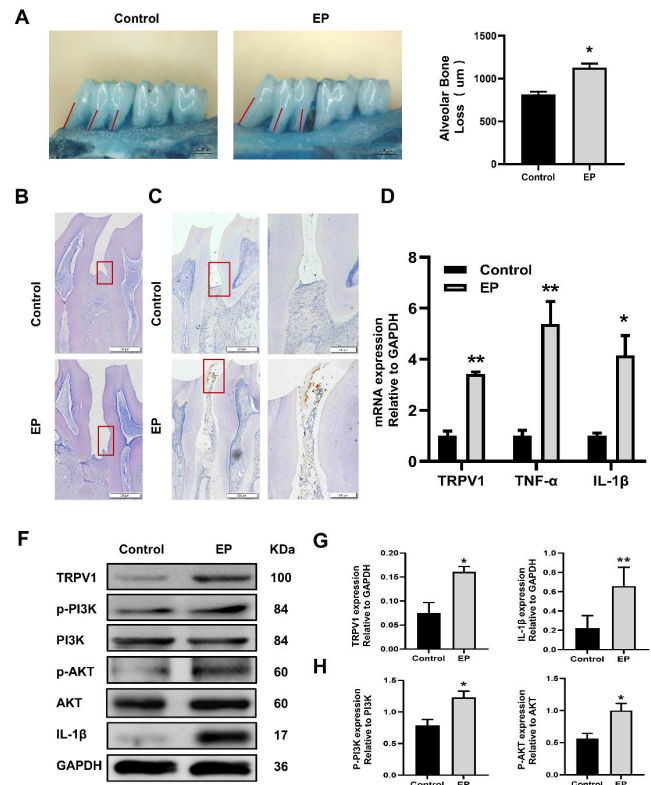 A
Control
EP
Alveolar Bone
Loss ( um)
1500
1000
500
0
*
Control
EP
B
C
D
Control
EP
Control
EP
mRNA expression
Relative to GAPDH
8
6
4
2
0
Control
EP
**
**
*
TRPV1
TNF-α
IL-1β
F
Control
EP
KDa
TRPV1
100
p-PI3K
84
PI3K
84
p-AKT
60
AKT
60
IL-1β
17
GAPDH
36
G
TRPV1 expression
Relative to GAPDH
0.20
0.15
0.10
0.05
0.00
*
Control
EP
IL-1β expression
Relative to GAPDH
1.0
0.8
0.6
0.4
0.2
0.0
**
Control
EP
H
P-PI3K expression
Relative to PI3K
1.5
1.0
0.5
0.0
*
Control
EP
P-AKT expression
Relative to AKT
1.5
1.0
0.5
0.0
*
Control
EP